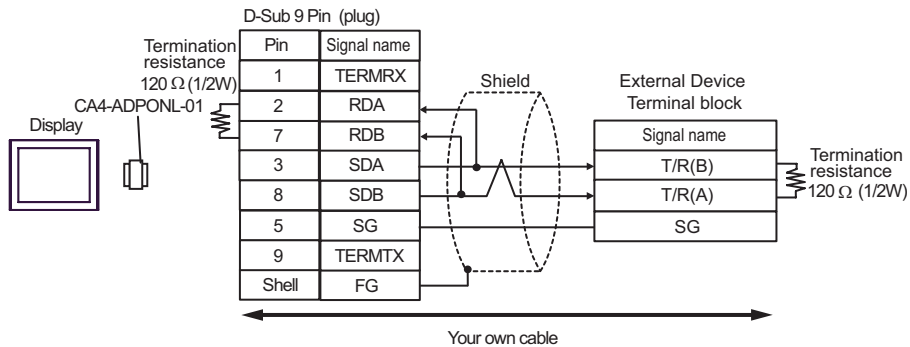 D-Sub 9 Pin (plug)
Termination
resistance
120 Ω (1/2W)
CA4-ADPONL-01
Display
Pin Signal name
1 TERMRX
2 RDA
7 RDB
3 SDA
8 SDB
5 SG
9 TERMTX
Shell FG
Shield
External Device
Terminal block
Signal name
T/R(B)
T/R(A)
SG
Termination
resistance
120 Ω (1/2W)
Your own cable